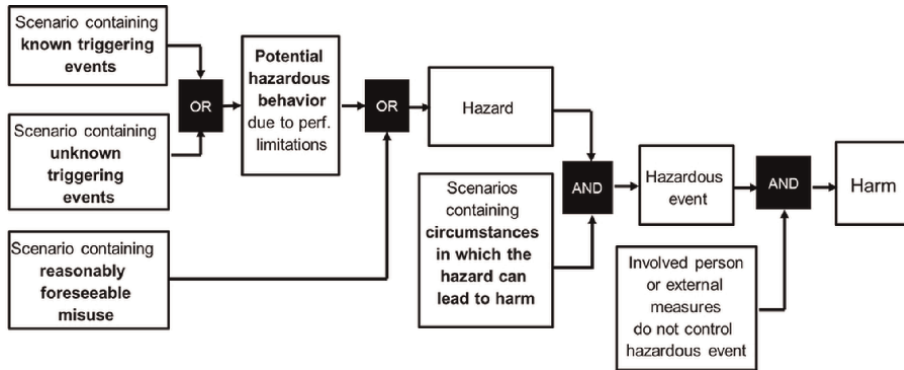 Scenario containing
known triggering
events
OR
Scenario containing
unknown
triggering events
Potential
hazardous
behavior
due to perf.
limitations
OR
Scenario containing
reasonably
foreseeable
misuse
Hazard
Scenarios
containing
circumstances
in which the
hazard can
lead to harm
AND
Hazardous
event
AND
Involved person
or external
measures
do not control
hazardous event
Harm